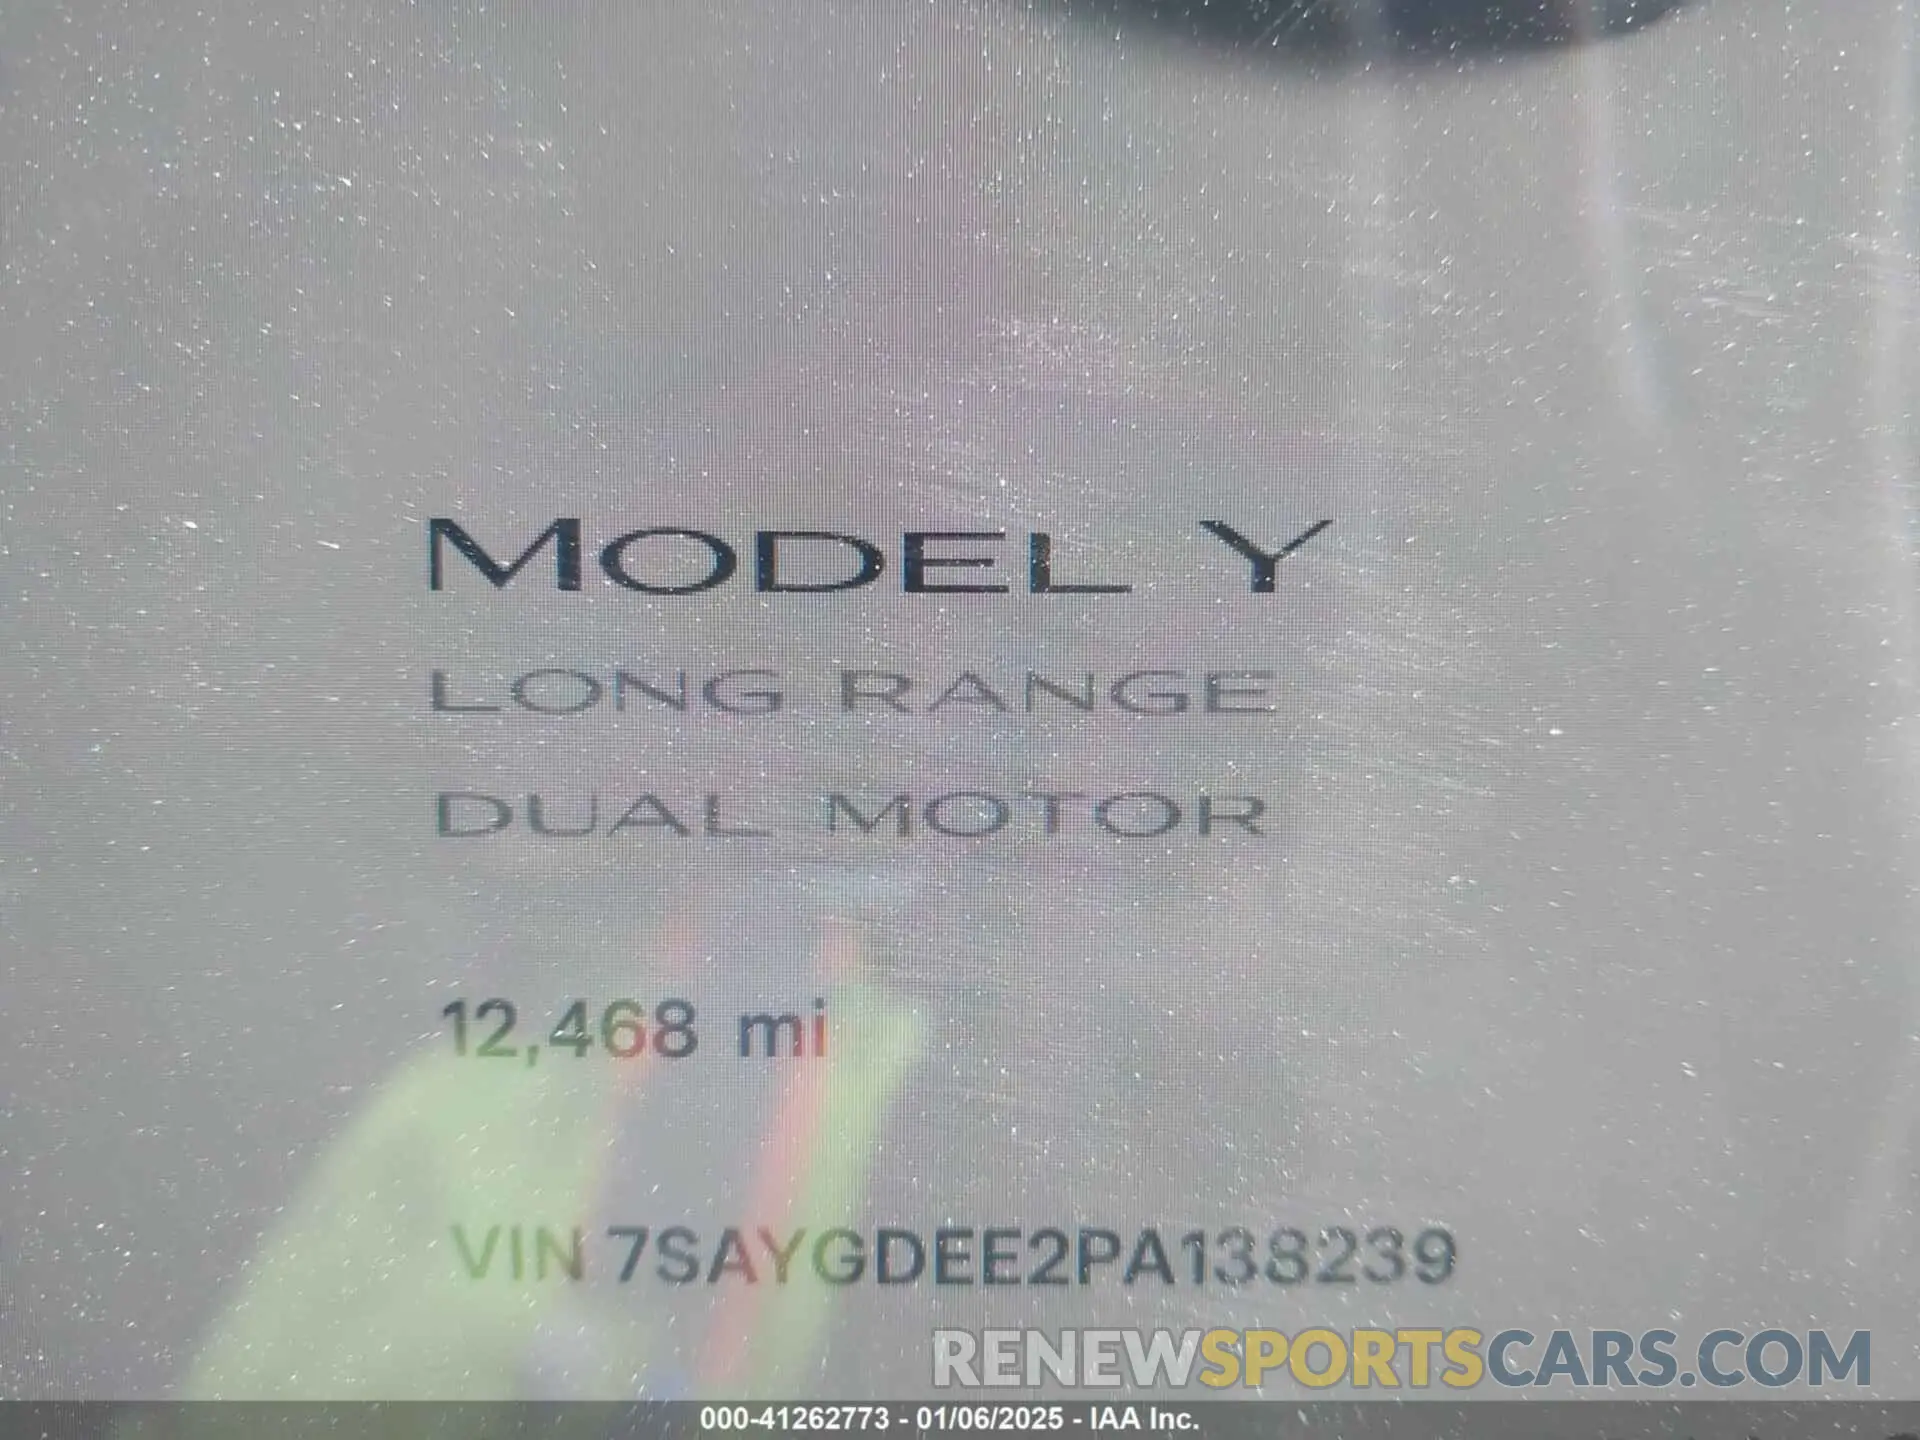 MODEL Y
LONG RANGE
DUAL MOTOR
12,468 mi
VIN 7SAYGDEE2PA138239
RENEWSPORTSCARS.COM
000-41262773 - 01/06/2025 - IAA Inc.